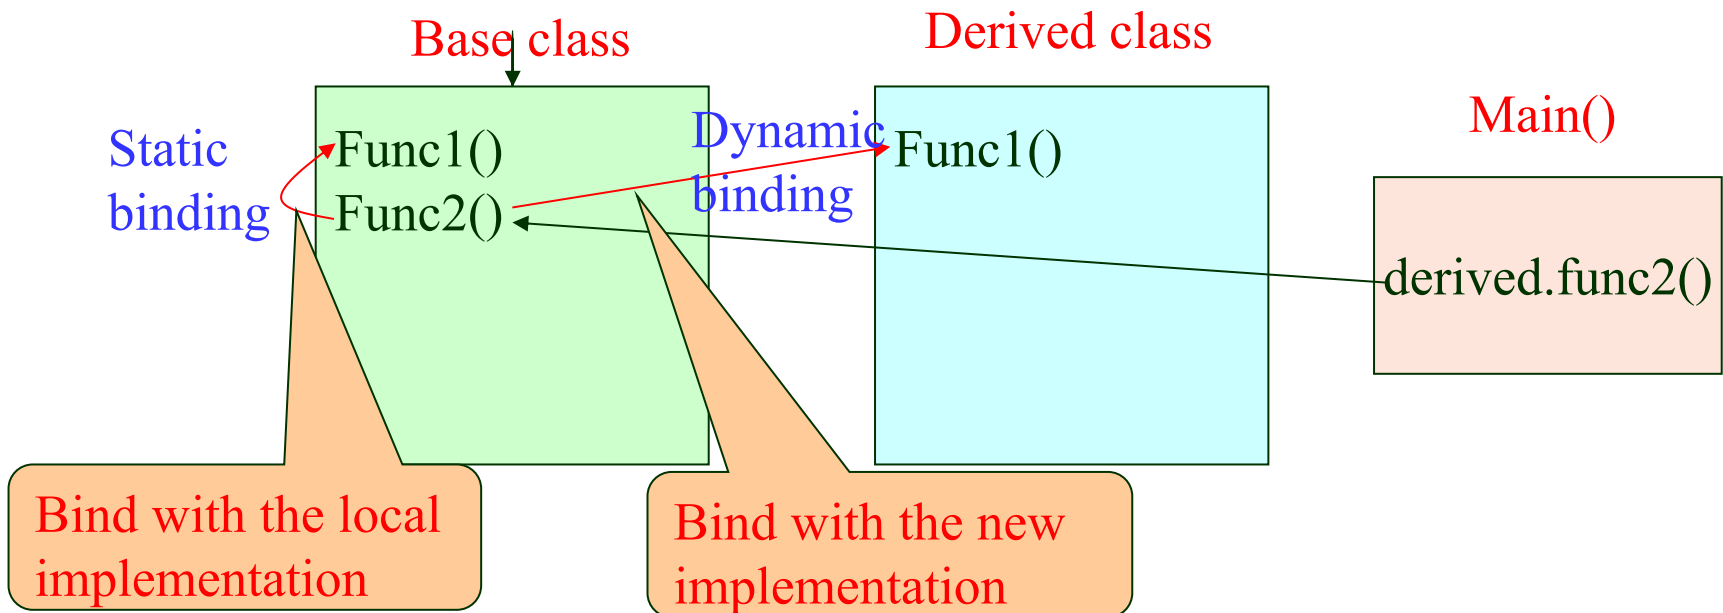 Base class
Derived class
Main()
Static
binding
Func1()
Func2()
Dynamic
binding
Func1()
derived.func2()
Bind with the local
implementation
Bind with the new
implementation